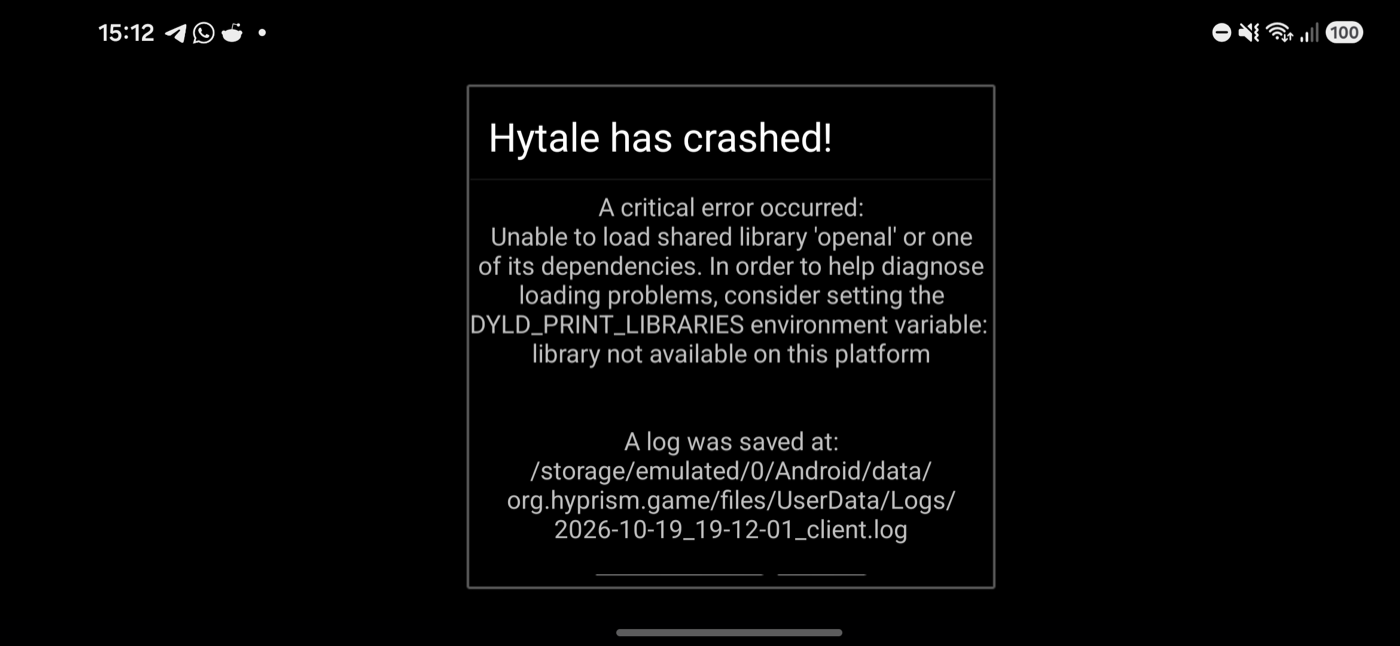 15:12
100
Hytale has crashed!
A critical error occurred:
Unable to load shared library 'openal' or one
of its dependencies. In order to help diagnose
loading problems, consider setting the
DYLD_PRINT_LIBRARIES environment variable:
library not available on this platform
A log was saved at:
/storage/emulated/0/Android/data/
org.hyprism.game/files/UserData/Logs/
2026-10-19_19-12-01_client.log